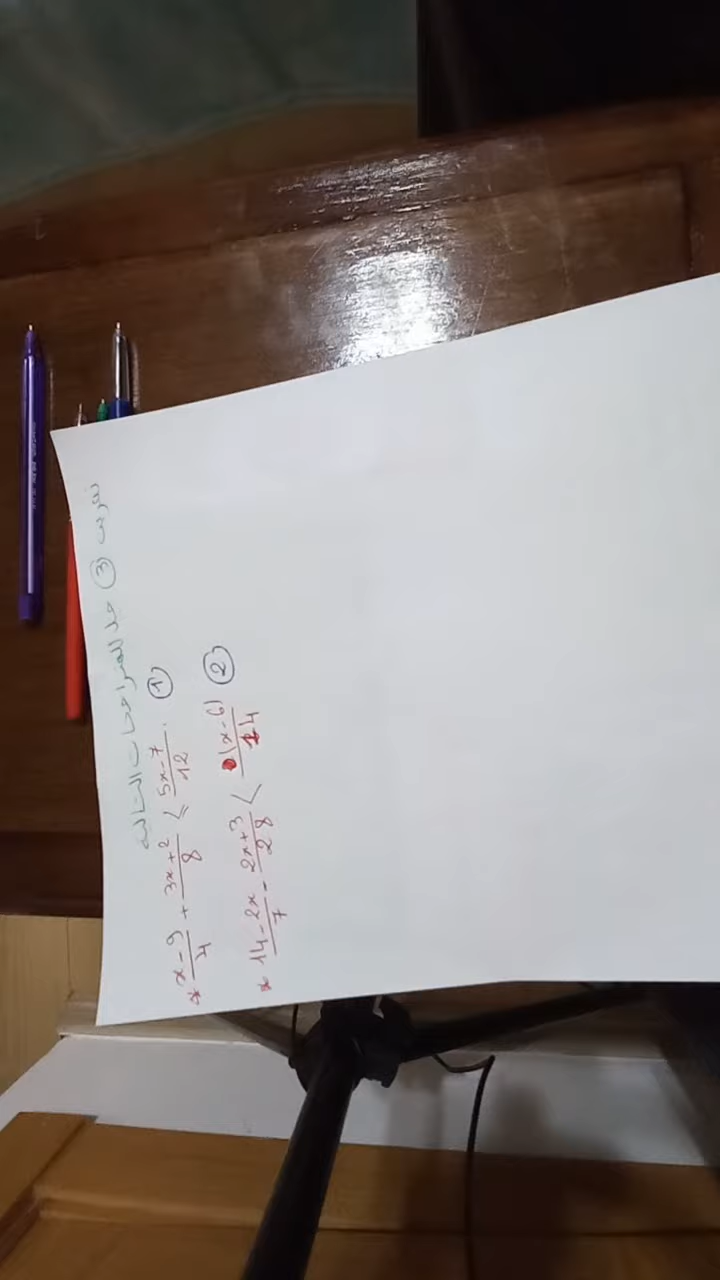 تمرين ③ حل المتراجحات التالية
* x-9/4 + 3x+2/8 ≤ 5x-7/12 . ①
* 14-2x/7 - 2x+3/28 < (x-6)/14 ②